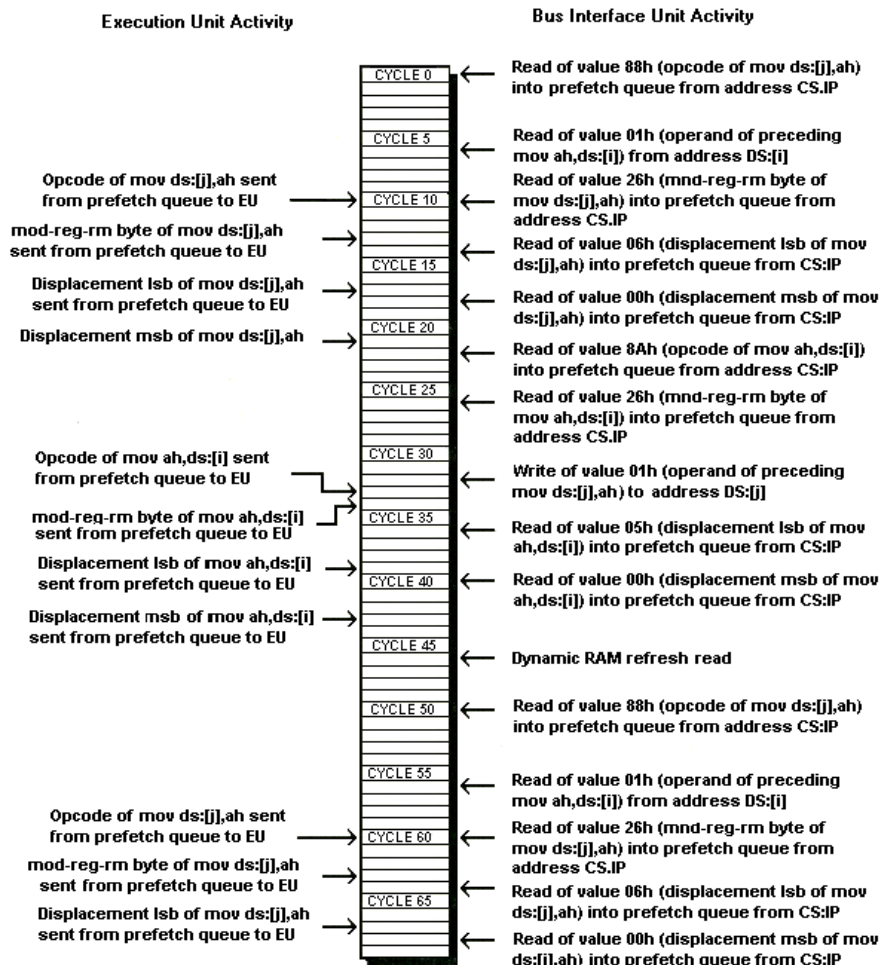 Execution Unit Activity
Bus Interface Unit Activity
CYCLE 0
Read of value 88h (opcode of mov ds:[j],ah)
into prefetch queue from address CS.IP
CYCLE 5
Read of value 01h (operand of preceding
mov ah,ds:[i]) from address DS:[i]
Opcode of mov ds:[j],ah sent
from prefetch queue to EU
CYCLE 10
Read of value 26h (mnd-reg-rm byte of
mov ds:[j],ah) into prefetch queue from
address CS.IP
mod-reg-rm byte of mov ds:[j],ah
sent from prefetch queue to EU
Read of value 06h (displacement lsb of mov
ds:[j],ah) into prefetch queue from CS:IP
CYCLE 15
Displacement lsb of mov ds:[j],ah
sent from prefetch queue to EU
Read of value 00h (displacement msb of mov
ds:[j],ah) into prefetch queue from CS:IP
CYCLE 20
Displacement msb of mov ds:[j],ah
Read of value 8Ah (opcode of mov ah,ds:[i])
into prefetch queue from address CS:IP
CYCLE 25
Read of value 26h (mnd-reg-rm byte of
mov ah,ds:[i]) into prefetch queue from
address CS.IP
CYCLE 30
Opcode of mov ah,ds:[i] sent
from prefetch queue to EU
Write of value 01h (operand of preceding
mov ds:[j],ah) to address DS:[j]
mod-reg-rm byte of mov ah,ds:[i]
sent from prefetch queue to EU
CYCLE 35
Read of value 05h (displacement lsb of mov
ah,ds:[i]) into prefetch queue from CS:IP
Displacement lsb of mov ah,ds:[i]
sent from prefetch queue to EU
CYCLE 40
Read of value 00h (displacement msb of mov
ah,ds:[i]) into prefetch queue from CS:IP
Displacement msb of mov ah,ds:[i]
sent from prefetch queue to EU
CYCLE 45
Dynamic RAM refresh read
CYCLE 50
Read of value 88h (opcode of mov ds:[j],ah)
into prefetch queue from address CS:IP
CYCLE 55
Read of value 01h (operand of preceding
mov ah,ds:[i]) from address DS:[i]
Opcode of mov ds:[j],ah sent
from prefetch queue to EU
CYCLE 60
Read of value 26h (mnd-reg-rm byte of
mov ds:[j],ah) into prefetch queue from
address CS.IP
mod-reg-rm byte of mov ds:[j],ah
sent from prefetch queue to EU
Read of value 06h (displacement lsb of mov
ds:[j],ah) into prefetch queue from CS:IP
CYCLE 65
Displacement lsb of mov ds:[j],ah
sent from prefetch queue to EU
Read of value 00h (displacement msb of mov
ds:[j],ah) into prefetch queue from CS:IP